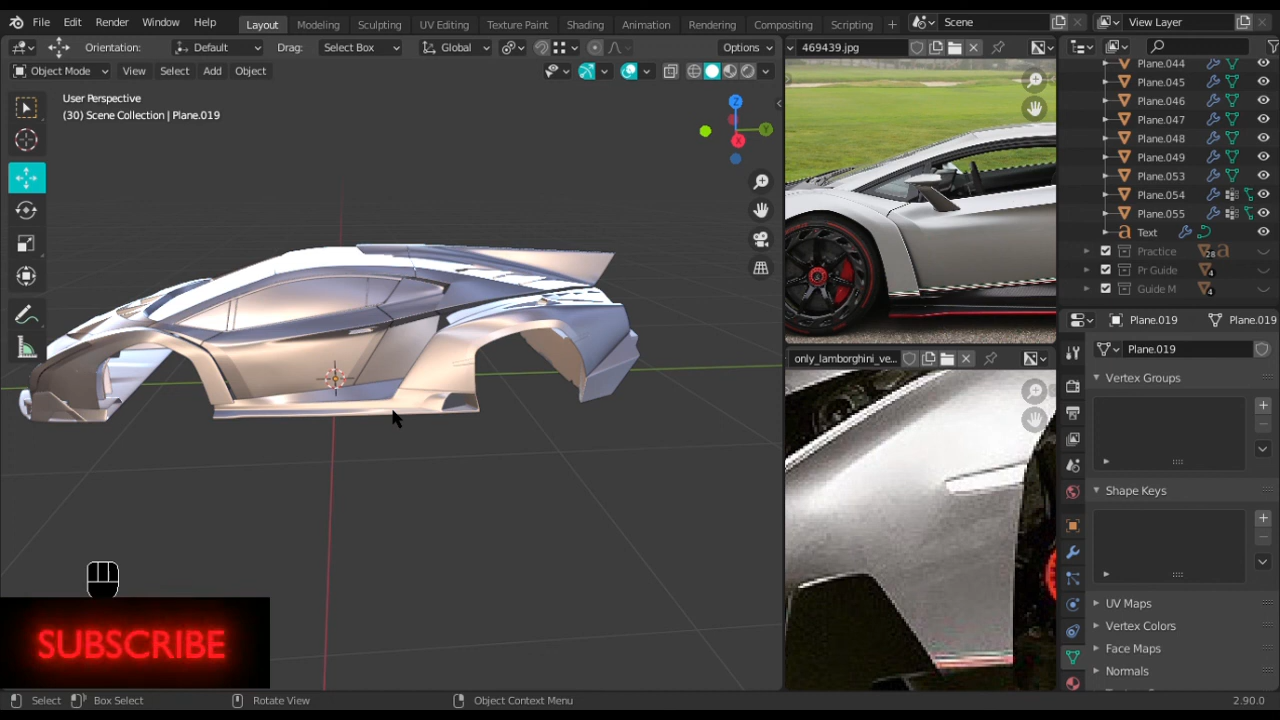 File Edit Render Window Help Layout Modeling Sculpting UV Editing Texture Paint Shading Animation Rendering Compositing Scripting + Scene View Layer
Orientation: Default Drag: Select Box Global Options
Object Mode View Select Add Object
User Perspective
(30) Scene Collection | Plane.019
Z
Y
X
469439.jpg
only_lamborghini_ve...
Plane.044
Plane.045
Plane.046
Plane.047
Plane.048
Plane.049
Plane.053
Plane.054
Plane.055
Text
Practice 28
Pr Guide 4
Guide M 4
Plane.019 Plane.019
Plane.019
Vertex Groups
Shape Keys
UV Maps
Vertex Colors
Face Maps
Normals
SUBSCRIBE
Select Box Select Rotate View Object Context Menu 2.90.0